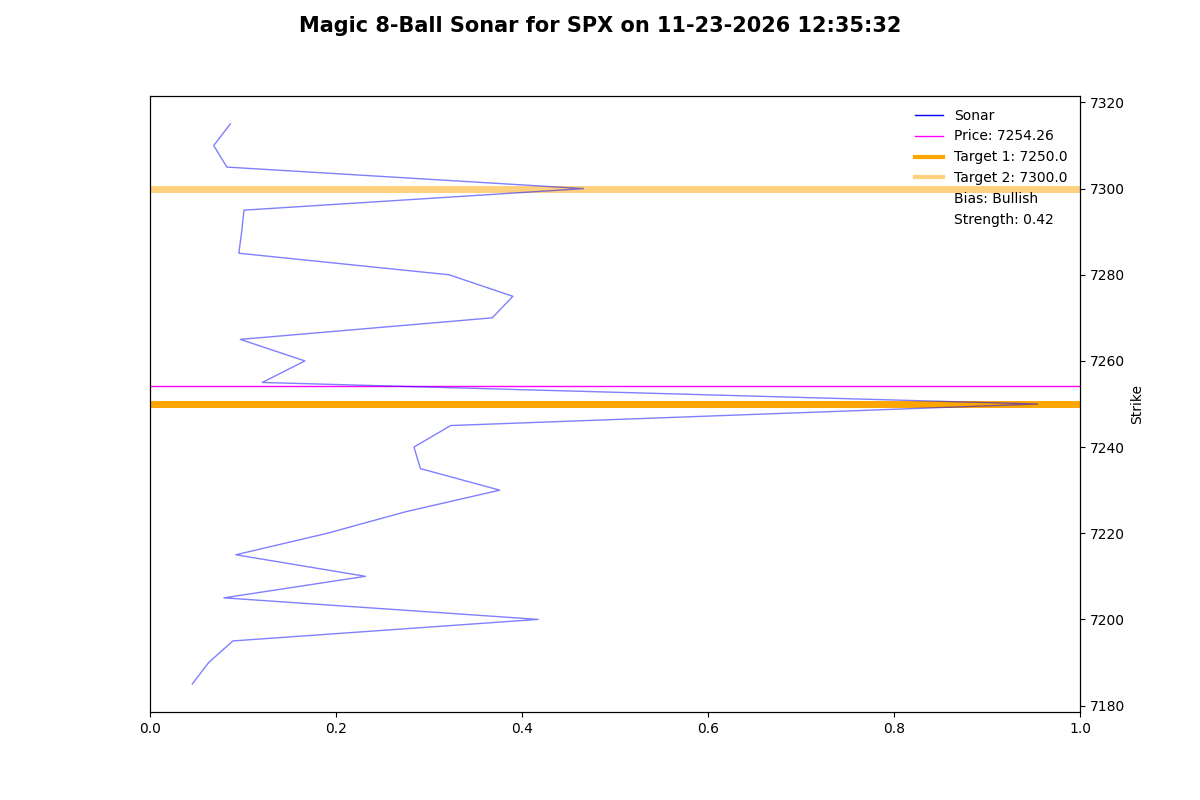 Magic 8-Ball Sonar for SPX on 11-23-2026 12:35:32
Sonar
Price: 7254.26
Target 1: 7250.0
Target 2: 7300.0
Bias: Bullish
Strength: 0.42
7320
7300
7280
7260
7240
7220
7200
7180
Strike
0.0 0.2 0.4 0.6 0.8 1.0